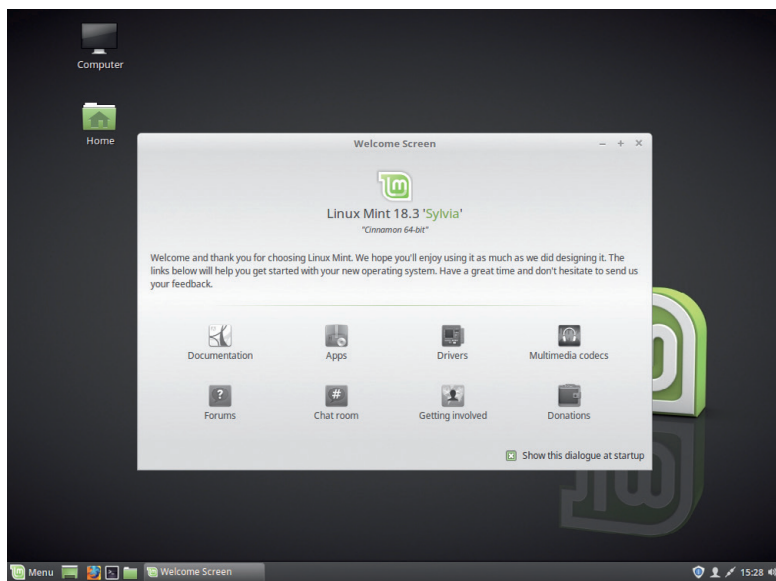 Computer
Home
Welcome Screen
Linux Mint 18.3 'Sylvia'
"Cinnamon 64-bit"
Welcome and thank you for choosing Linux Mint. We hope you'll enjoy using it as much as we did designing it. The
links below will help you get started with your new operating system. Have a great time and don't hesitate to send us
your feedback.
Documentation
Apps
Drivers
Multimedia codecs
Forums
Chat room
Getting involved
Donations
Show this dialogue at startup
Menu
Welcome Screen
15:28